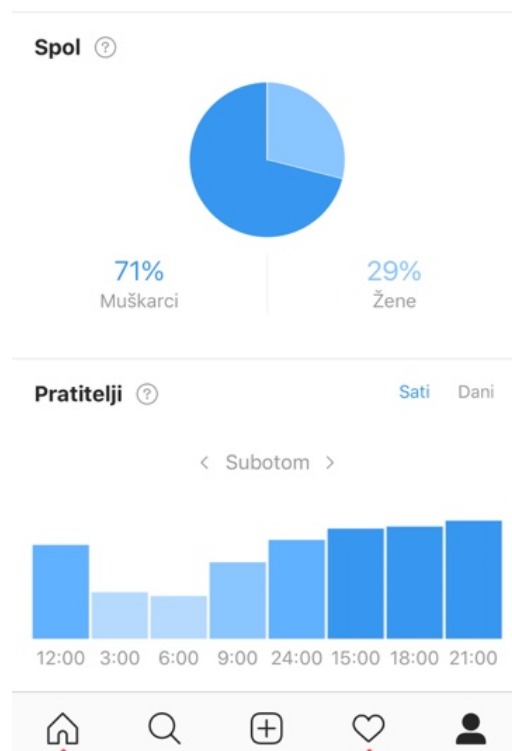 Spol ?
71% 29%
Muškarci Žene
Pratitelji ? Sati Dani
< Subotom >
12:00 3:00 6:00 9:00 24:00 15:00 18:00 21:00